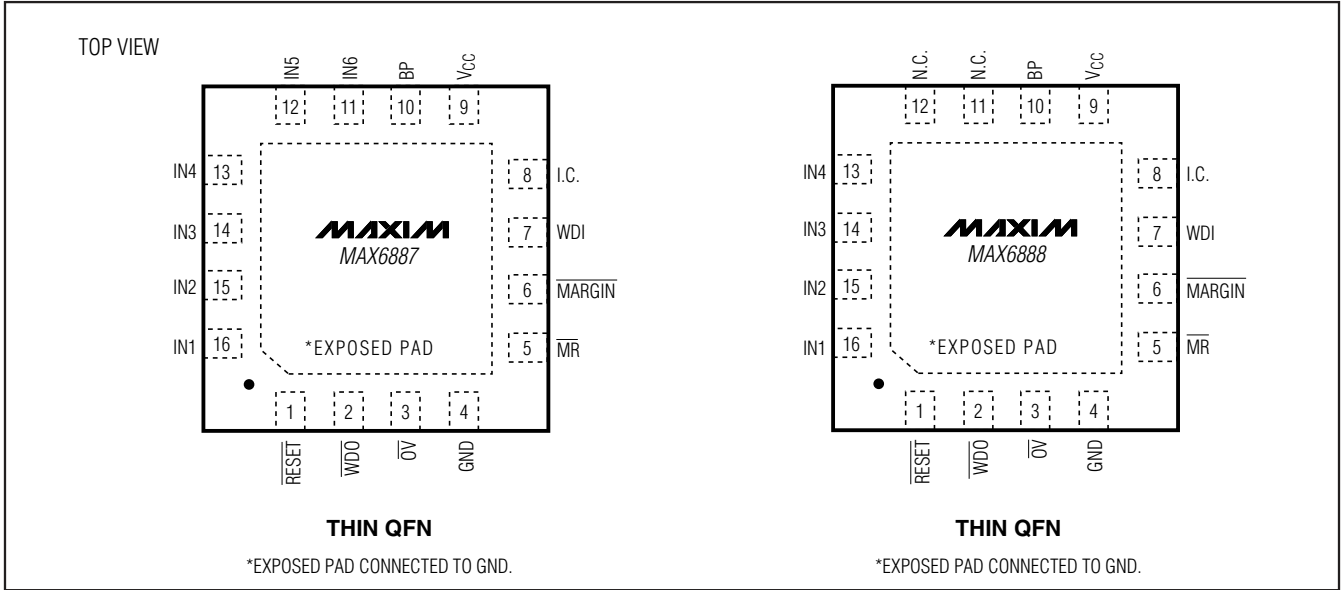 TOP VIEW
IN5 IN6 BP VCC
12 11 10 9
IN4 13
IN3 14
IN2 15
IN1 16
8 I.C.
7 WDI
6 MARGIN
5 MR
MAXIM
MAX6887
*EXPOSED PAD
1 2 3 4
RESET WDO OV GND
THIN QFN
*EXPOSED PAD CONNECTED TO GND.
N.C. N.C. BP VCC
12 11 10 9
IN4 13
IN3 14
IN2 15
IN1 16
8 I.C.
7 WDI
6 MARGIN
5 MR
MAXIM
MAX6888
*EXPOSED PAD
1 2 3 4
RESET WDO OV GND
THIN QFN
*EXPOSED PAD CONNECTED TO GND.